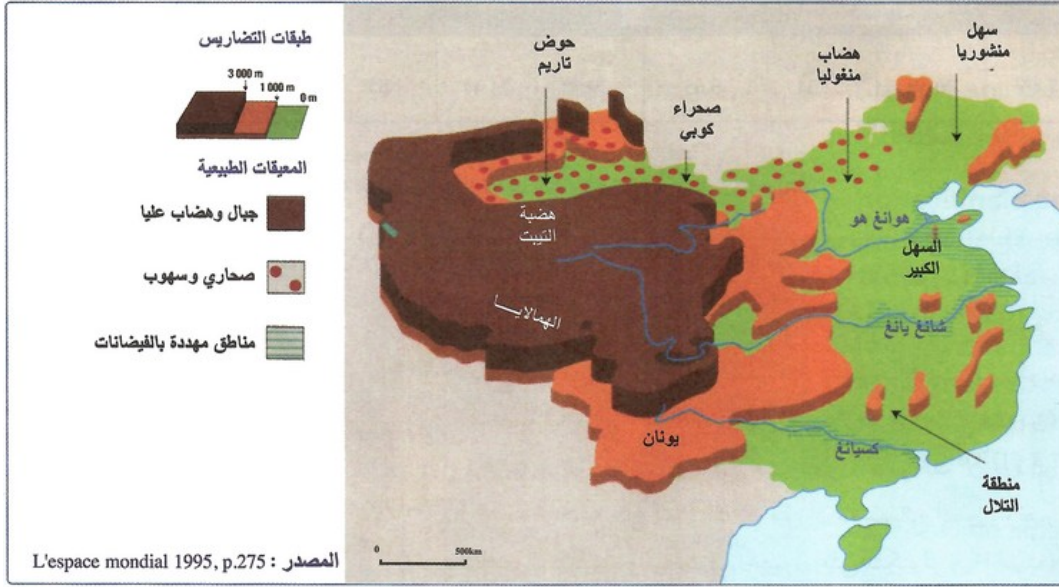 طبقات التضاريس
3 000 m
1 000 m
0 m
المعيقات الطبيعية
جبال وهضاب عليا
صحاري وسهوب
مناطق مهددة بالفيضانات
المصدر : L'espace mondial 1995, p.275
حوض
تاريم
صحراء
كوبي
هضاب
منغوليا
سهل
منشوريا
هضبة
التيبت
الهمالايا
هوانغ هو
السهل
الكبير
شانغ يانغ
يونان
كسيانغ
منطقة
التلال
0
500km